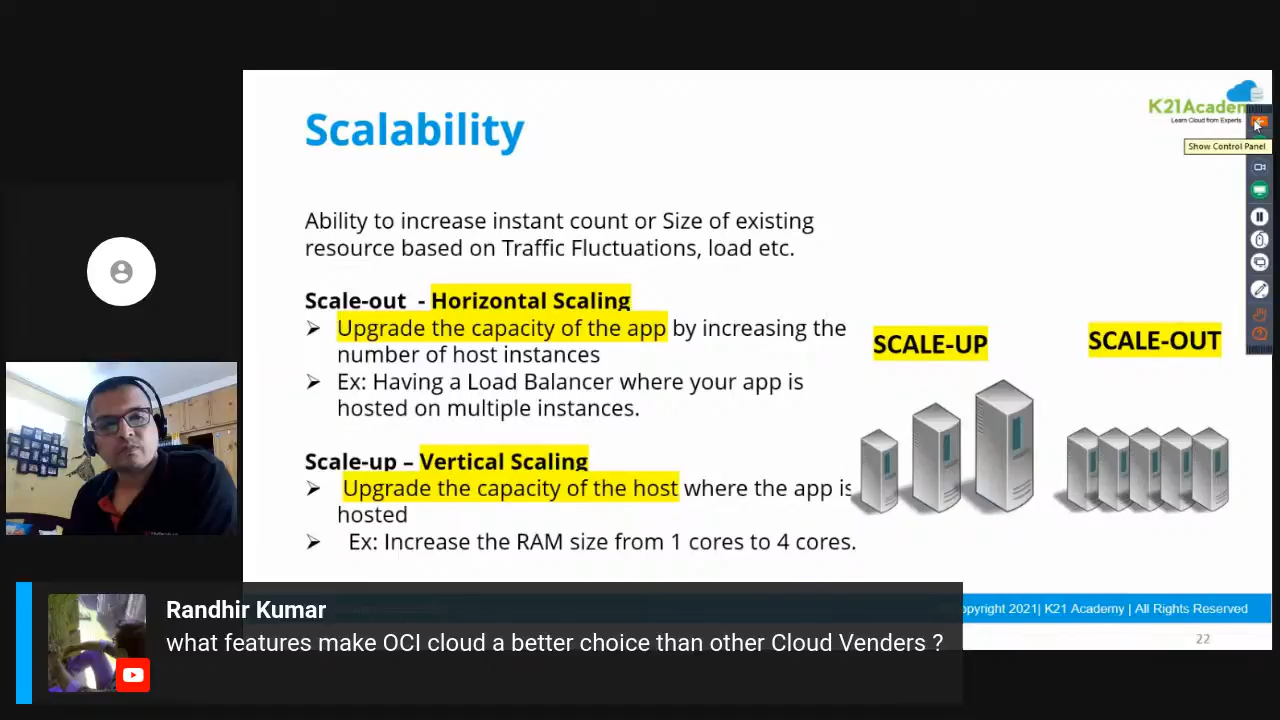 Scalability
K21Academ
Learn Cloud from Experts
Show Control Panel
Ability to increase instant count or Size of existing
resource based on Traffic Fluctuations, load etc.
Scale-out - Horizontal Scaling
Upgrade the capacity of the app by increasing the
number of host instances
Ex: Having a Load Balancer where your app is
hosted on multiple instances.
Scale-up – Vertical Scaling
Upgrade the capacity of the host where the app is
hosted
Ex: Increase the RAM size from 1 cores to 4 cores.
SCALE-UP
SCALE-OUT
Randhir Kumar
what features make OCI cloud a better choice than other Cloud Venders ?
opyright 2021| K21 Academy | All Rights Reserved
22